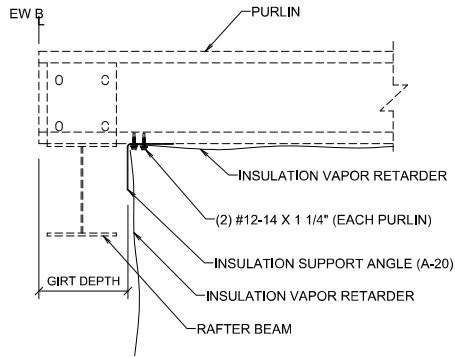 EW BL
PURLIN
INSULATION VAPOR RETARDER
(2) #12-14 X 1 1/4" (EACH PURLIN)
INSULATION SUPPORT ANGLE (A-20)
GIRT DEPTH
INSULATION VAPOR RETARDER
RAFTER BEAM